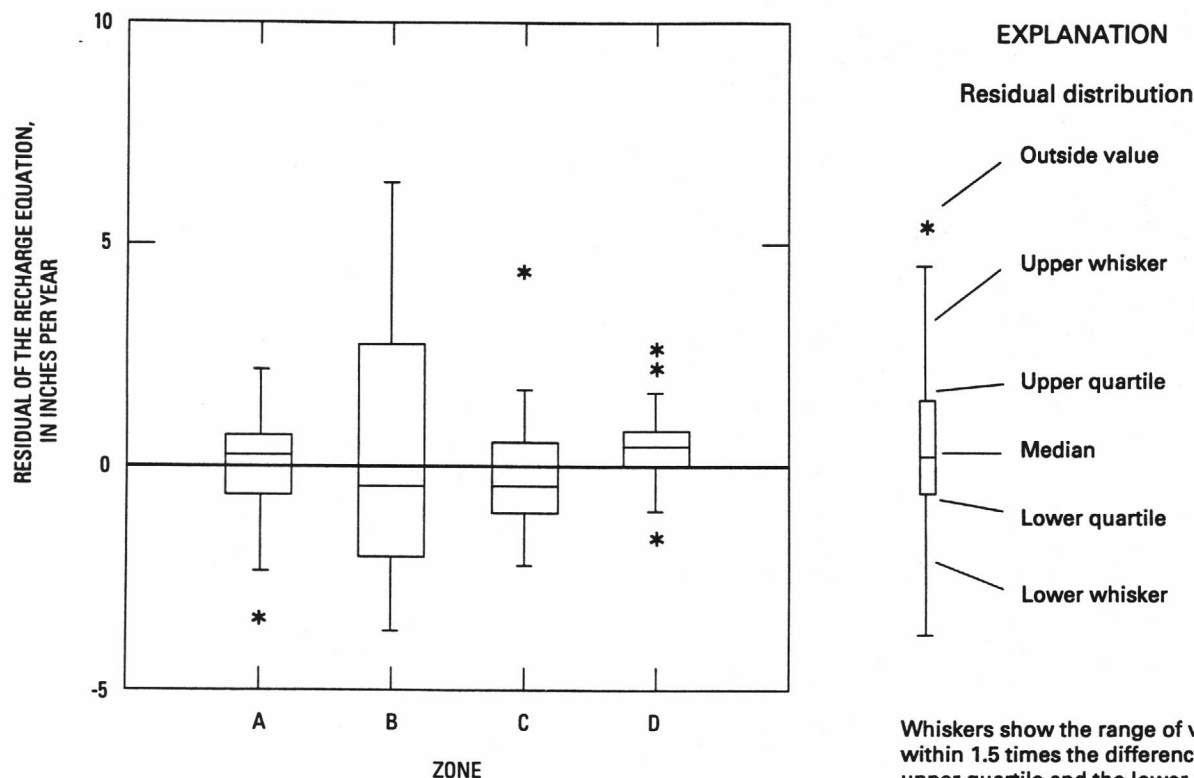 10
5
0
-5
RESIDUAL OF THE RECHARGE EQUATION,
IN INCHES PER YEAR
A B C D
ZONE
EXPLANATION
Residual distribution
Outside value
Upper whisker
Upper quartile
Median
Lower quartile
Lower whisker
Whiskers show the range of
within 1.5 times the
upper quartile and the lower